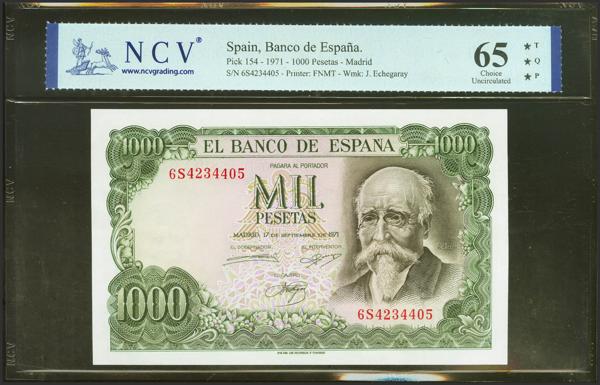 NCV®
www.ncvgrading.com
Spain, Banco de España.
Pick 154 - 1971 - 1000 Pesetas - Madrid
S/N 6S4234405 - Printer: FNMT - Wmk: J. Echegaray
65
Choice
Uncirculated
★ T
★ Q
★ P
NCV
NCV
1000
1000
EL BANCO DE ESPAÑA
PAGARA AL PORTADOR
6S4234405
MIL
PESETAS
MADRID, 17 DE SEPTIEMBRE DE 1971
EL GOBERNADOR
EL INTERVENTOR
EL CAJERO
1000
6S4234405